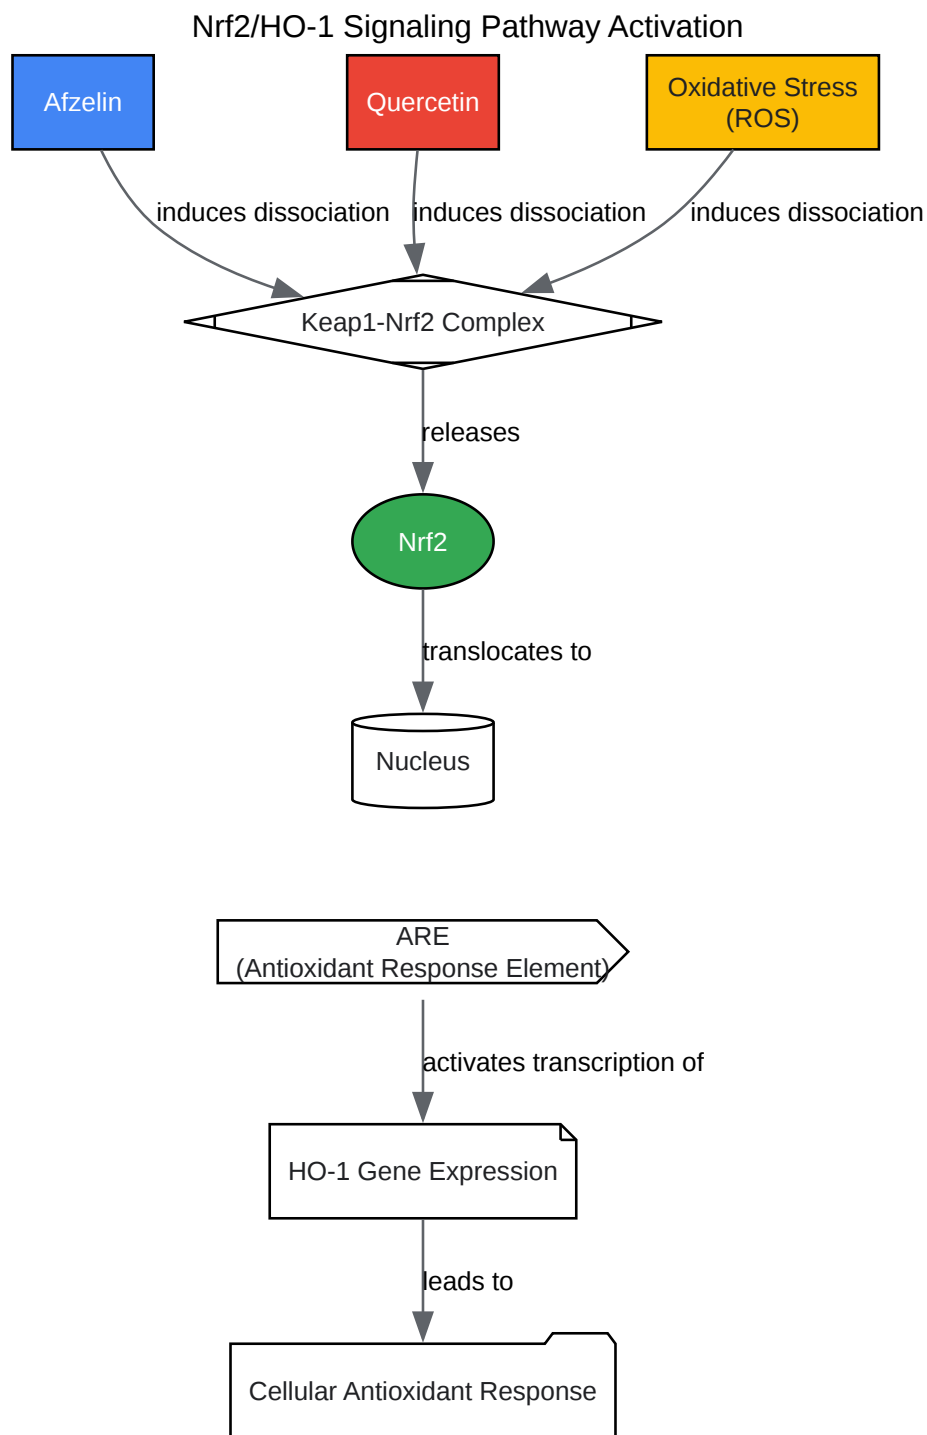 Nrf2/HO-1 Signaling Pathway Activation
Afzelin
Quercetin
Oxidative Stress
(ROS)
induces dissociation
induces dissociation
induces dissociation
Keap1-Nrf2 Complex
releases
Nrf2
translocates to
Nucleus
ARE
(Antioxidant Response Element)
activates transcription of
HO-1 Gene Expression
leads to
Cellular Antioxidant Response